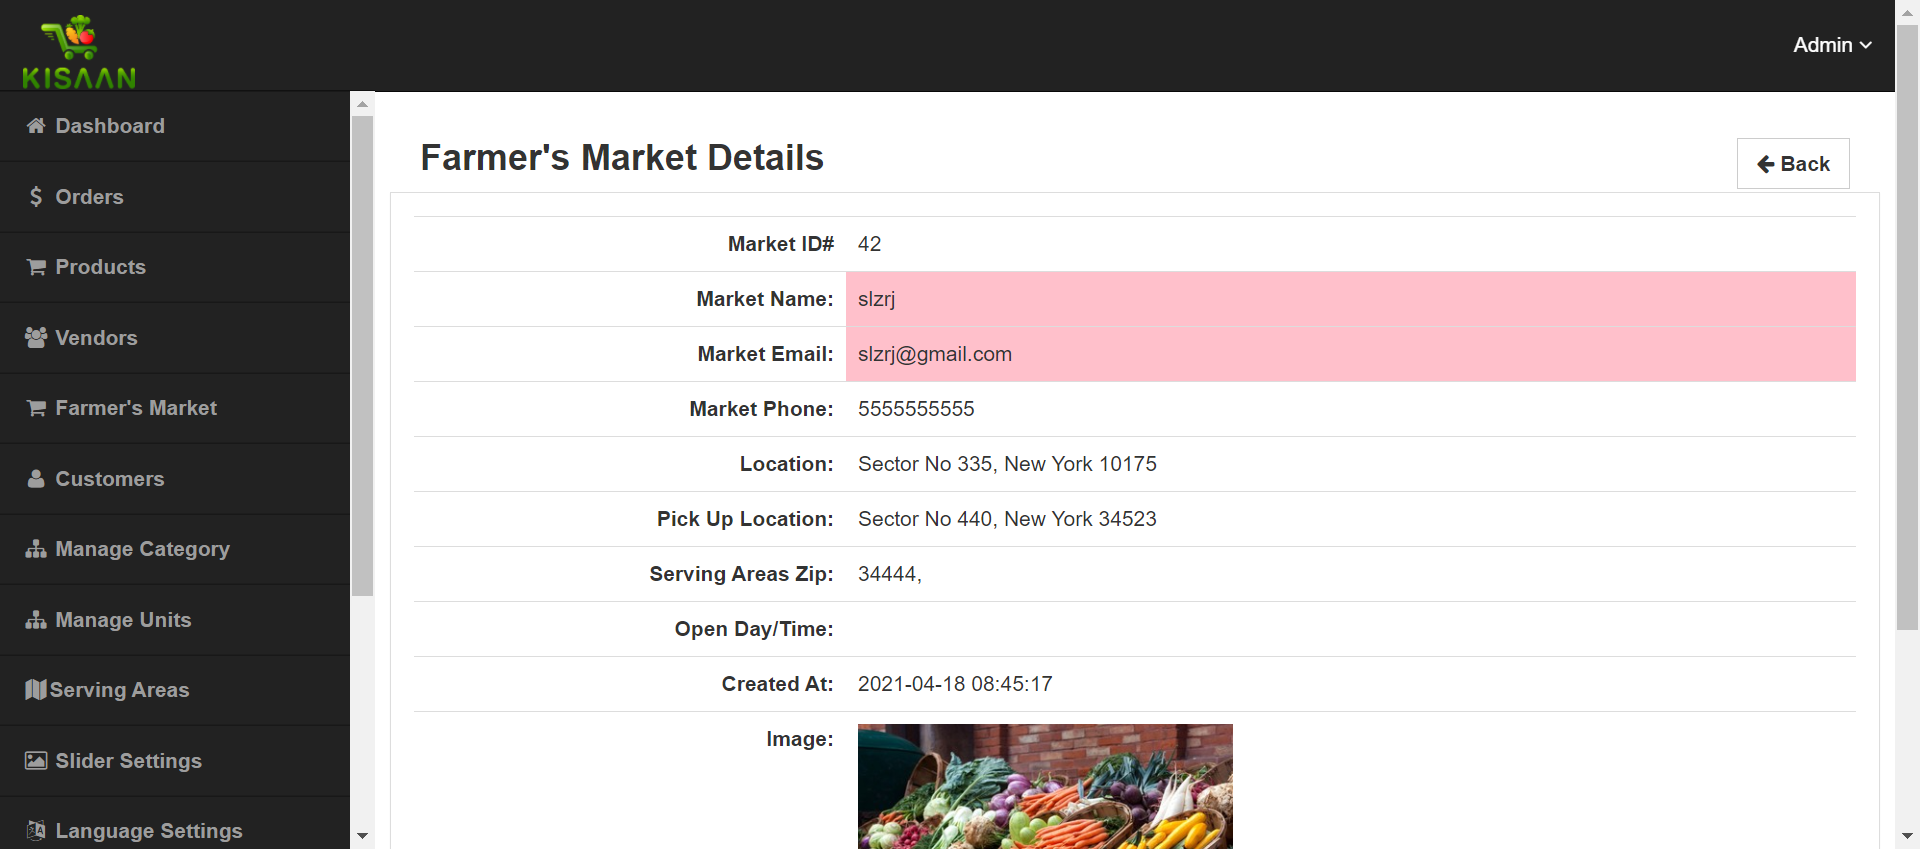 KISAAN
Admin
Dashboard
Orders
Products
Vendors
Farmer's Market
Customers
Manage Category
Manage Units
Serving Areas
Slider Settings
Language Settings
Farmer's Market Details
Back
Market ID# 42
Market Name: slzrj
Market Email: slzrj@gmail.com
Market Phone: 5555555555
Location: Sector No 335, New York 10175
Pick Up Location: Sector No 440, New York 34523
Serving Areas Zip: 34444,
Open Day/Time:
Created At: 2021-04-18 08:45:17
Image: